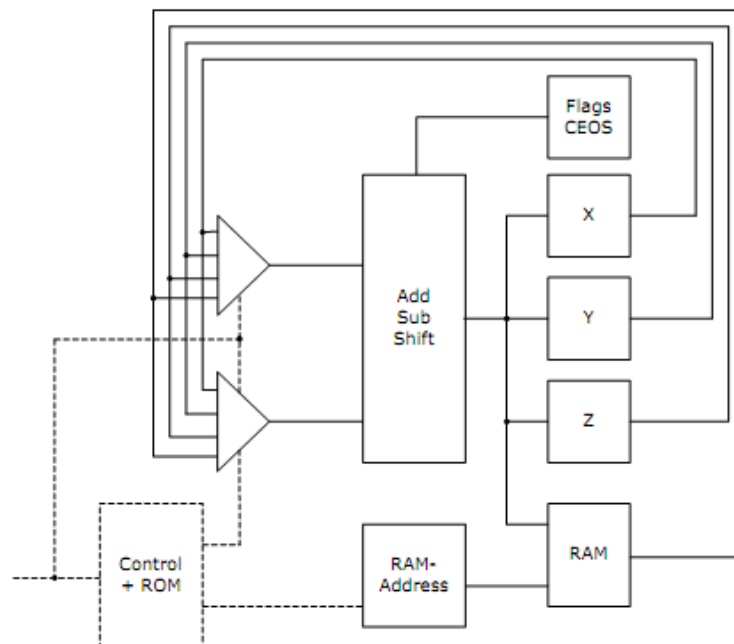 Flags
CEOS
X
Add
Sub
Shift
Y
Z
Control
+ ROM
RAM-
Address
RAM